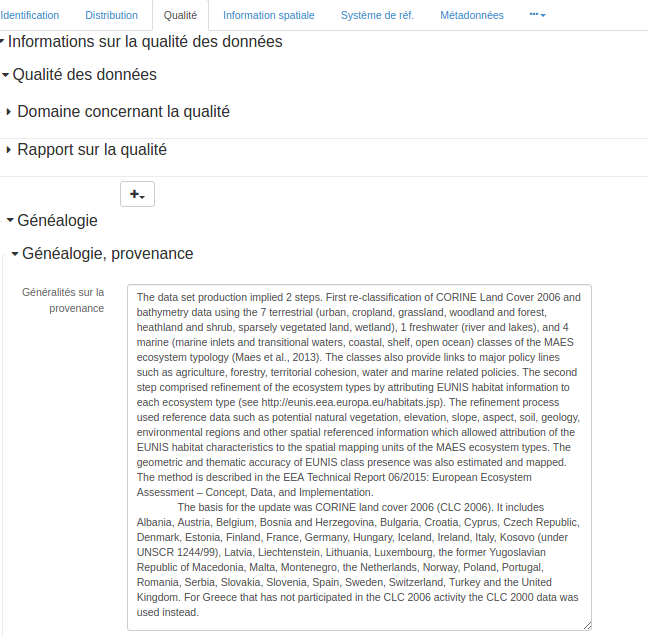 Identification Distribution Qualité Information spatiale Système de réf. Métadonnées
Informations sur la qualité des données
Qualité des données
Domaine concernant la qualité
Rapport sur la qualité
Généalogie
Généalogie, provenance
Généralités sur la
provenance
The data set production implied 2 steps. First re-classification of CORINE Land Cover 2006 and
bathymetry data using the 7 terrestrial (urban, cropland, grassland, woodland and forest,
heathland and shrub, sparsely vegetated land, wetland), 1 freshwater (river and lakes), and 4
marine (marine inlets and transitional waters, coastal, shelf, open ocean) classes of the MAES
ecosystem typology (Maes et al., 2013). The classes also provide links to major policy lines
such as agriculture, forestry, territorial cohesion, water and marine related policies. The second
step comprised refinement of the ecosystem types by attributing EUNIS habitat information to
each ecosystem type (see http://eunis.eea.europa.eu/habitats.jsp). The refinement process
used reference data such as potential natural vegetation, elevation, slope, aspect, soil, geology,
environmental regions and other spatial referenced information which allowed attribution of the
EUNIS habitat characteristics to the spatial mapping units of the MAES ecosystem types. The
geometric and thematic accuracy of EUNIS class presence was also estimated and mapped.
The method is described in the EEA Technical Report 06/2015: European Ecosystem
Assessment – Concept, Data, and Implementation.
The basis for the update was CORINE land cover 2006 (CLC 2006). It includes
Albania, Austria, Belgium, Bosnia and Herzegovina, Bulgaria, Croatia, Cyprus, Czech Republic,
Denmark, Estonia, Finland, France, Germany, Hungary, Iceland, Ireland, Italy, Kosovo (under
UNSCR 1244/99), Latvia, Liechtenstein, Lithuania, Luxembourg, the former Yugoslavian
Republic of Macedonia, Malta, Montenegro, the Netherlands, Norway, Poland, Portugal,
Romania, Serbia, Slovakia, Slovenia, Spain, Sweden, Switzerland, Turkey and the United
Kingdom. For Greece that has not participated in the CLC 2006 activity the CLC 2000 data was
used instead.